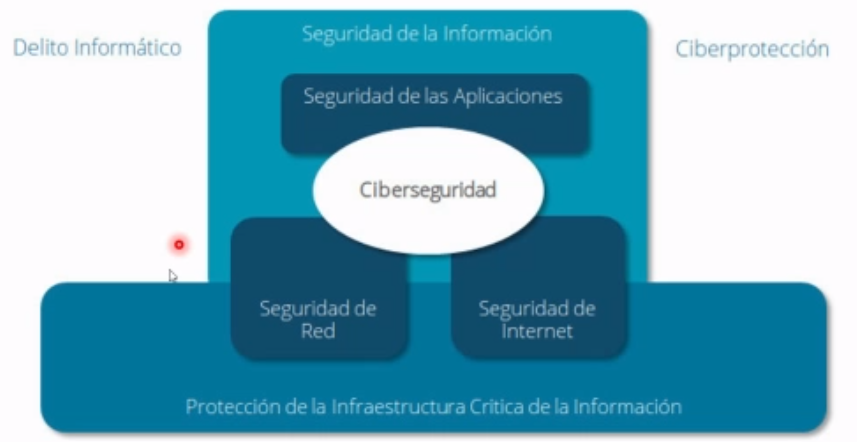 Delito Informático
Seguridad de la Información
Ciberprotección
Seguridad de las Aplicaciones
Ciberseguridad
Seguridad de
Red
Seguridad de
Internet
Protección de la Infraestructura Critica de la Información